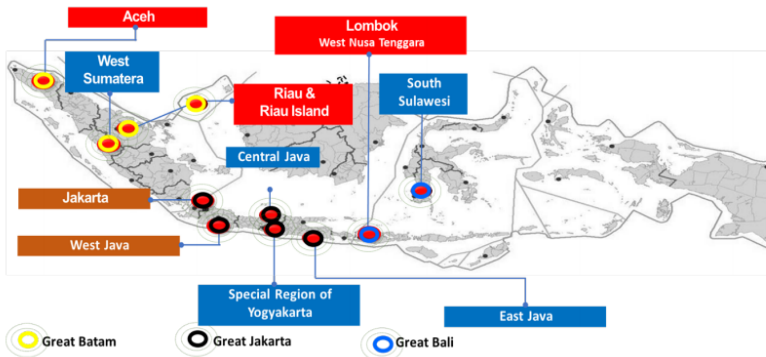 Aceh
Lombok
West Nusa Tenggara
West
Sumatera
South
Sulawesi
Riau &
Riau Island
Central Java
Jakarta
West Java
Special Region of
Yogyakarta
East Java
Great Batam
Great Jakarta
Great Bali